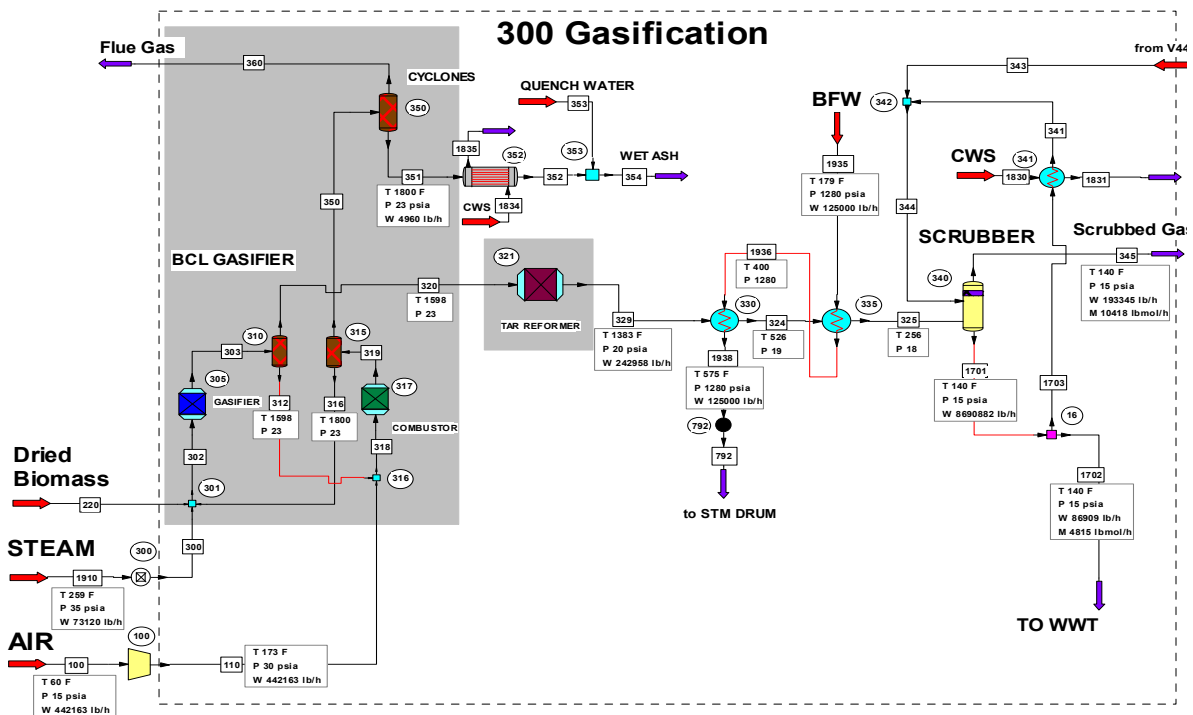 300 Gasification
Flue Gas
360
CYCLONES
350
QUENCH WATER
353
1835
352
353
352
354
WET ASH
351
T 1800 F
P 23 psia
W 4960 lb/h
CWS
1834
350
BFW
1935
T 179 F
P 1280 psia
W 125000 lb/h
from V44
343
342
341
CWS
1830
341
1831
344
SCRUBBER
Scrubbed Gas
340
345
T 140 F
P 15 psia
W 193345 lb/h
M 10418 lbmol/h
BCL GASIFIER
321
320
T 1598
P 23
TAR REFORMER
329
T 1383 F
P 20 psia
W 242958 lb/h
1936
T 400
P 1280
330
324
T 526
P 19
335
325
T 256
P 18
1938
T 575 F
P 1280 psia
W 125000 lb/h
792
792
to STM DRUM
1701
T 140 F
P 15 psia
W 8690882 lb/h
1703
16
1702
T 140 F
P 15 psia
W 86909 lb/h
M 4815 lbmol/h
TO WWT
310
315
303
319
305
GASIFIER
312
T 1598
P 23
316
T 1800
P 23
317
COMBUSTOR
302
318
316
301
Dried
Biomass
220
300
300
STEAM
1910
T 259 F
P 35 psia
W 73120 lb/h
AIR
100
100
T 60 F
P 15 psia
W 442163 lb/h
110
T 173 F
P 30 psia
W 442163 lb/h